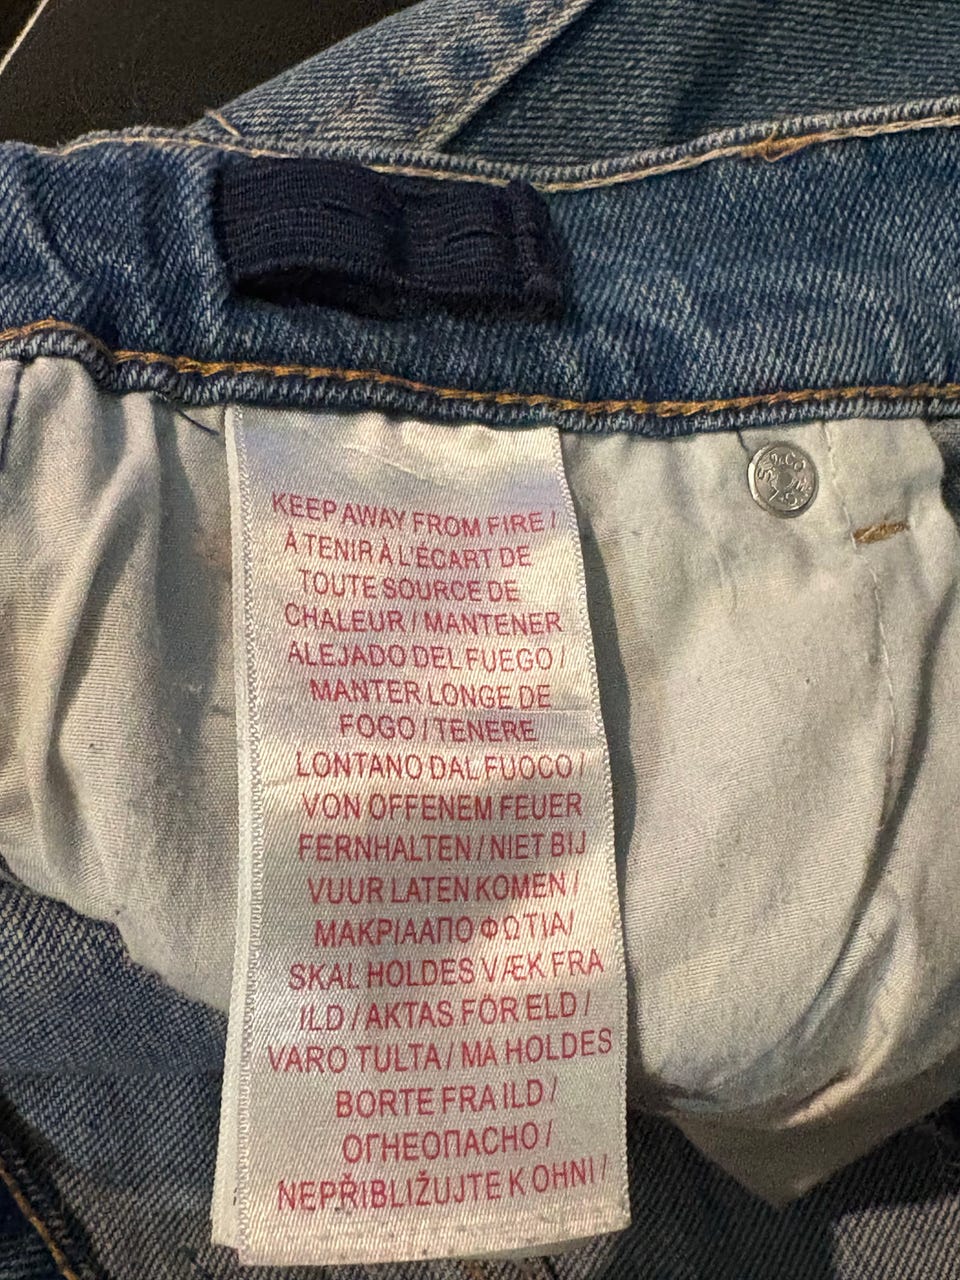 KEEP AWAY FROM FIRE /
À TENIR À L'ÉCART DE
TOUTE SOURCE DE
CHALEUR / MANTENER
ALEJADO DEL FUEGO /
MANTER LONGE DE
FOGO / TENERE
LONTANO DAL FUOCO /
VON OFFENEM FEUER
FERNHALTEN / NIET BIJ
VUUR LATEN KOMEN /
ΜΑΚΡΙΑΑΠΟ ΦΩΤΙΑ/
SKAL HOLDES VÆK FRA
ILD / AKTAS FÖR ELD /
VARO TULTA / MÅ HOLDES
BORTE FRA ILD /
ОГНЕОПАСНО /
NEPŘIBLIŽUJTE K OHNI /